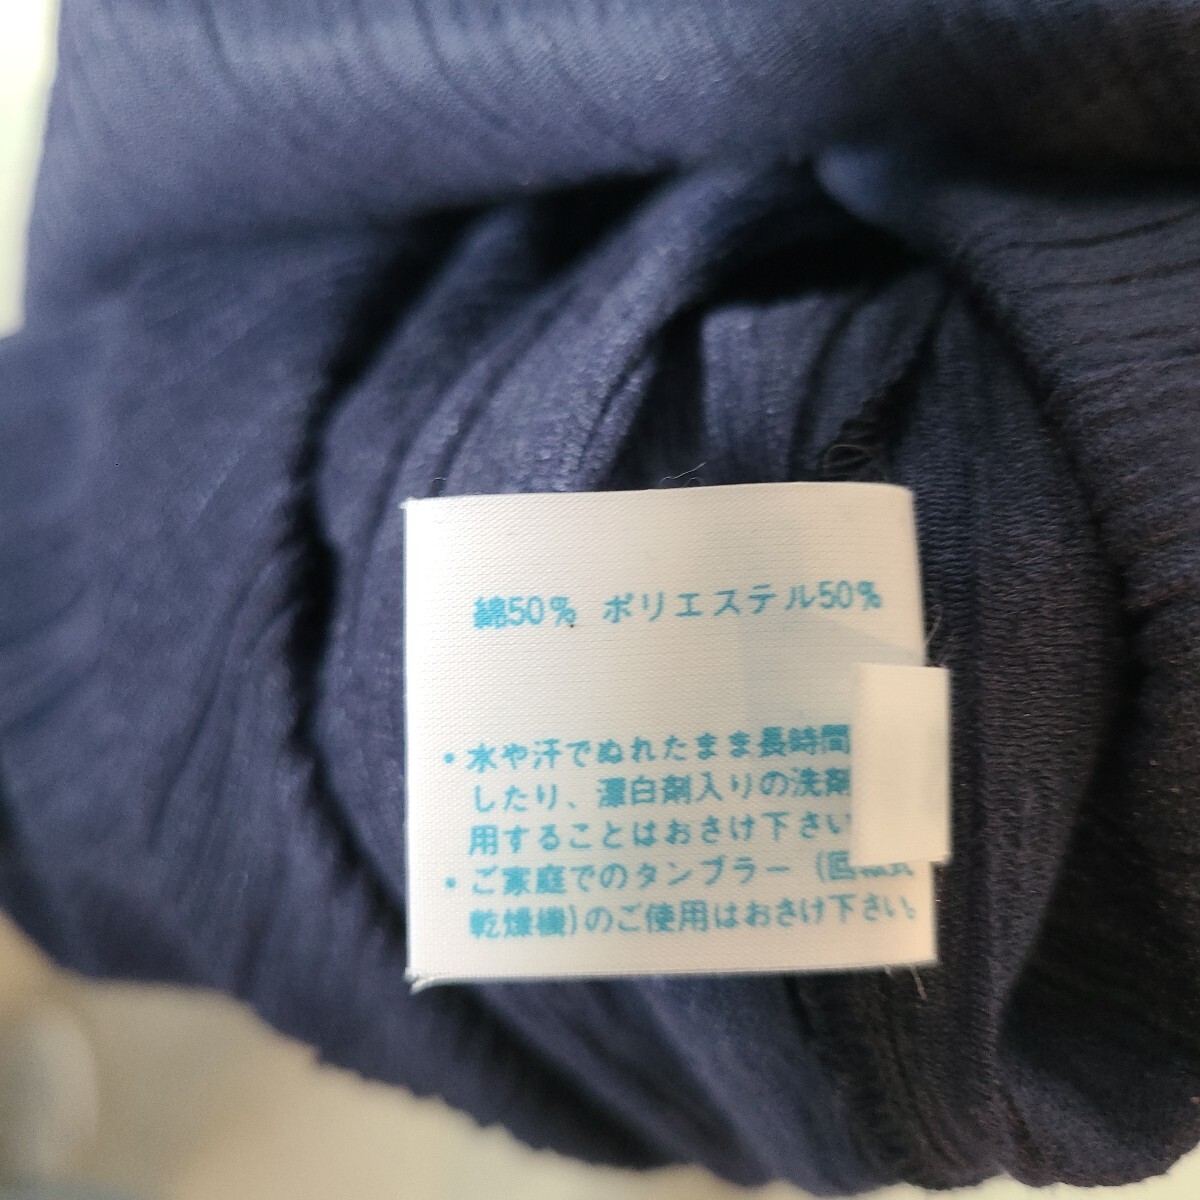 綿50% ポリエステル50%
・水や汗でぬれたまま長時間
したり、漂白剤入りの洗剤
用することはおさけ下さい
・ご家庭でのタンブラー（回転式
乾燥機)のご使用はおさけ下さい。